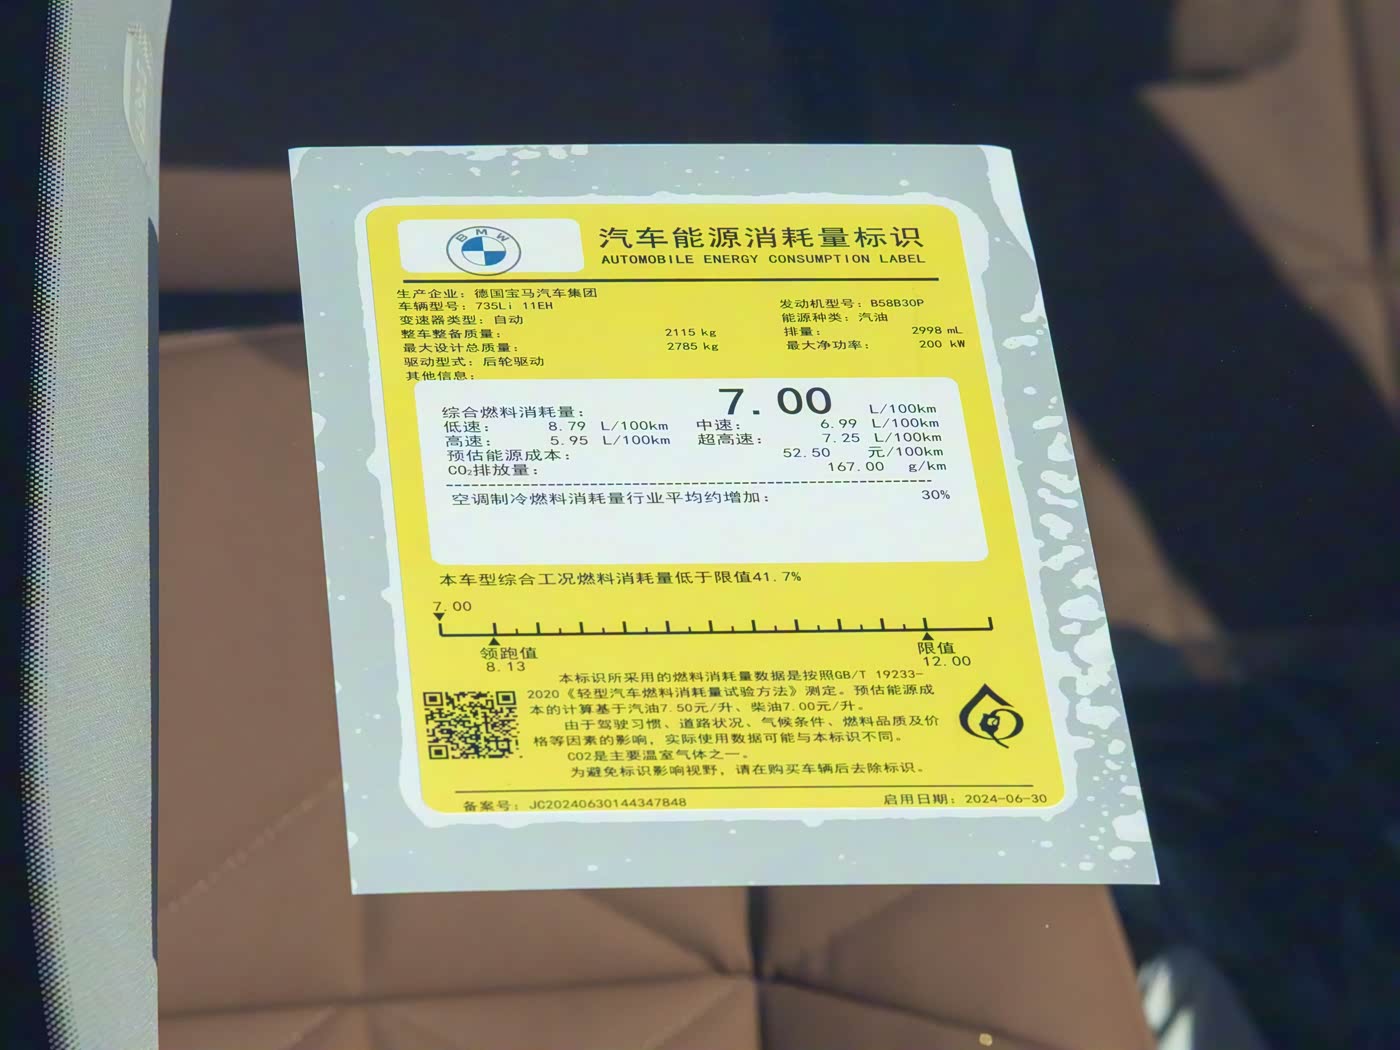 BMW
汽车能源消耗量标识
AUTOMOBILE ENERGY CONSUMPTION LABEL
生产企业：德国宝马汽车集团
车辆型号：735Li 11EH 发动机型号：B58B30P
变速器类型：自动 能源种类：汽油
整车整备质量： 2115 kg 排量： 2998 mL
最大设计总质量： 2785 kg 最大净功率： 200 kW
驱动型式：后轮驱动
其他信息：
综合燃料消耗量： 7.00 L/100km
低速： 8.79 L/100km 中速： 6.99 L/100km
高速： 5.95 L/100km 超高速： 7.25 L/100km
预估能源成本： 52.50 元/100km
CO₂排放量： 167.00 g/km
空调制冷燃料消耗量行业平均约增加： 30%
本车型综合工况燃料消耗量低于限值41.7%
7.00
领跑值 限值
8.13 12.00
本标识所采用的燃料消耗量数据是按照GB/T 19233-
2020《轻型汽车燃料消耗量试验方法》测定。预估能源成
本的计算基于汽油7.50元/升、柴油7.00元/升。
由于驾驶习惯、道路状况、气候条件、燃料品质及价
格等因素的影响，实际使用数据可能与本标识不同。
CO2是主要温室气体之一。
为避免标识影响视野，请在购买车辆后去除标识。
备案号：JC20240630144347848 启用日期：2024-06-30